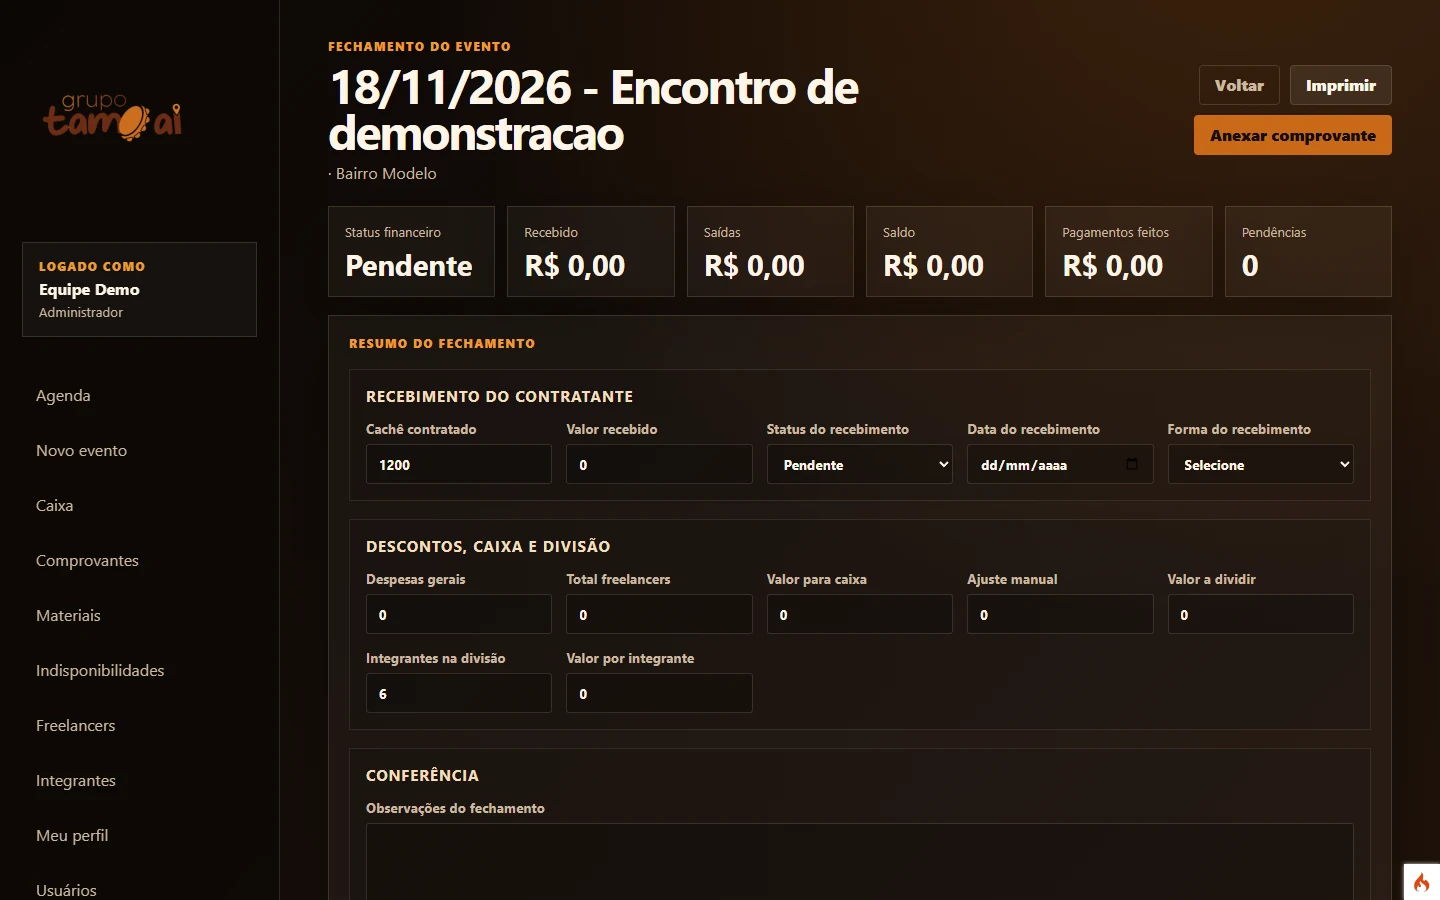 grupo
tamoai
LOGADO COMO
Equipe Demo
Administrador
Agenda
Novo evento
Caixa
Comprovantes
Materiais
Indisponibilidades
Freelancers
Integrantes
Meu perfil
Usuários
FECHAMENTO DO EVENTO
18/11/2026 - Encontro de
demonstracao
· Bairro Modelo
Voltar
Imprimir
Anexar comprovante
Status financeiro
Pendente
Recebido
R$ 0,00
Saídas
R$ 0,00
Saldo
R$ 0,00
Pagamentos feitos
R$ 0,00
Pendências
0
RESUMO DO FECHAMENTO
RECEBIMENTO DO CONTRATANTE
Cachê contratado
1200
Valor recebido
0
Status do recebimento
Pendente
Data do recebimento
dd/mm/aaaa
Forma do recebimento
Selecione
DESCONTOS, CAIXA E DIVISÃO
Despesas gerais
0
Total freelancers
0
Valor para caixa
0
Ajuste manual
0
Valor a dividir
0
Integrantes na divisão
6
Valor por integrante
0
CONFERÊNCIA
Observações do fechamento